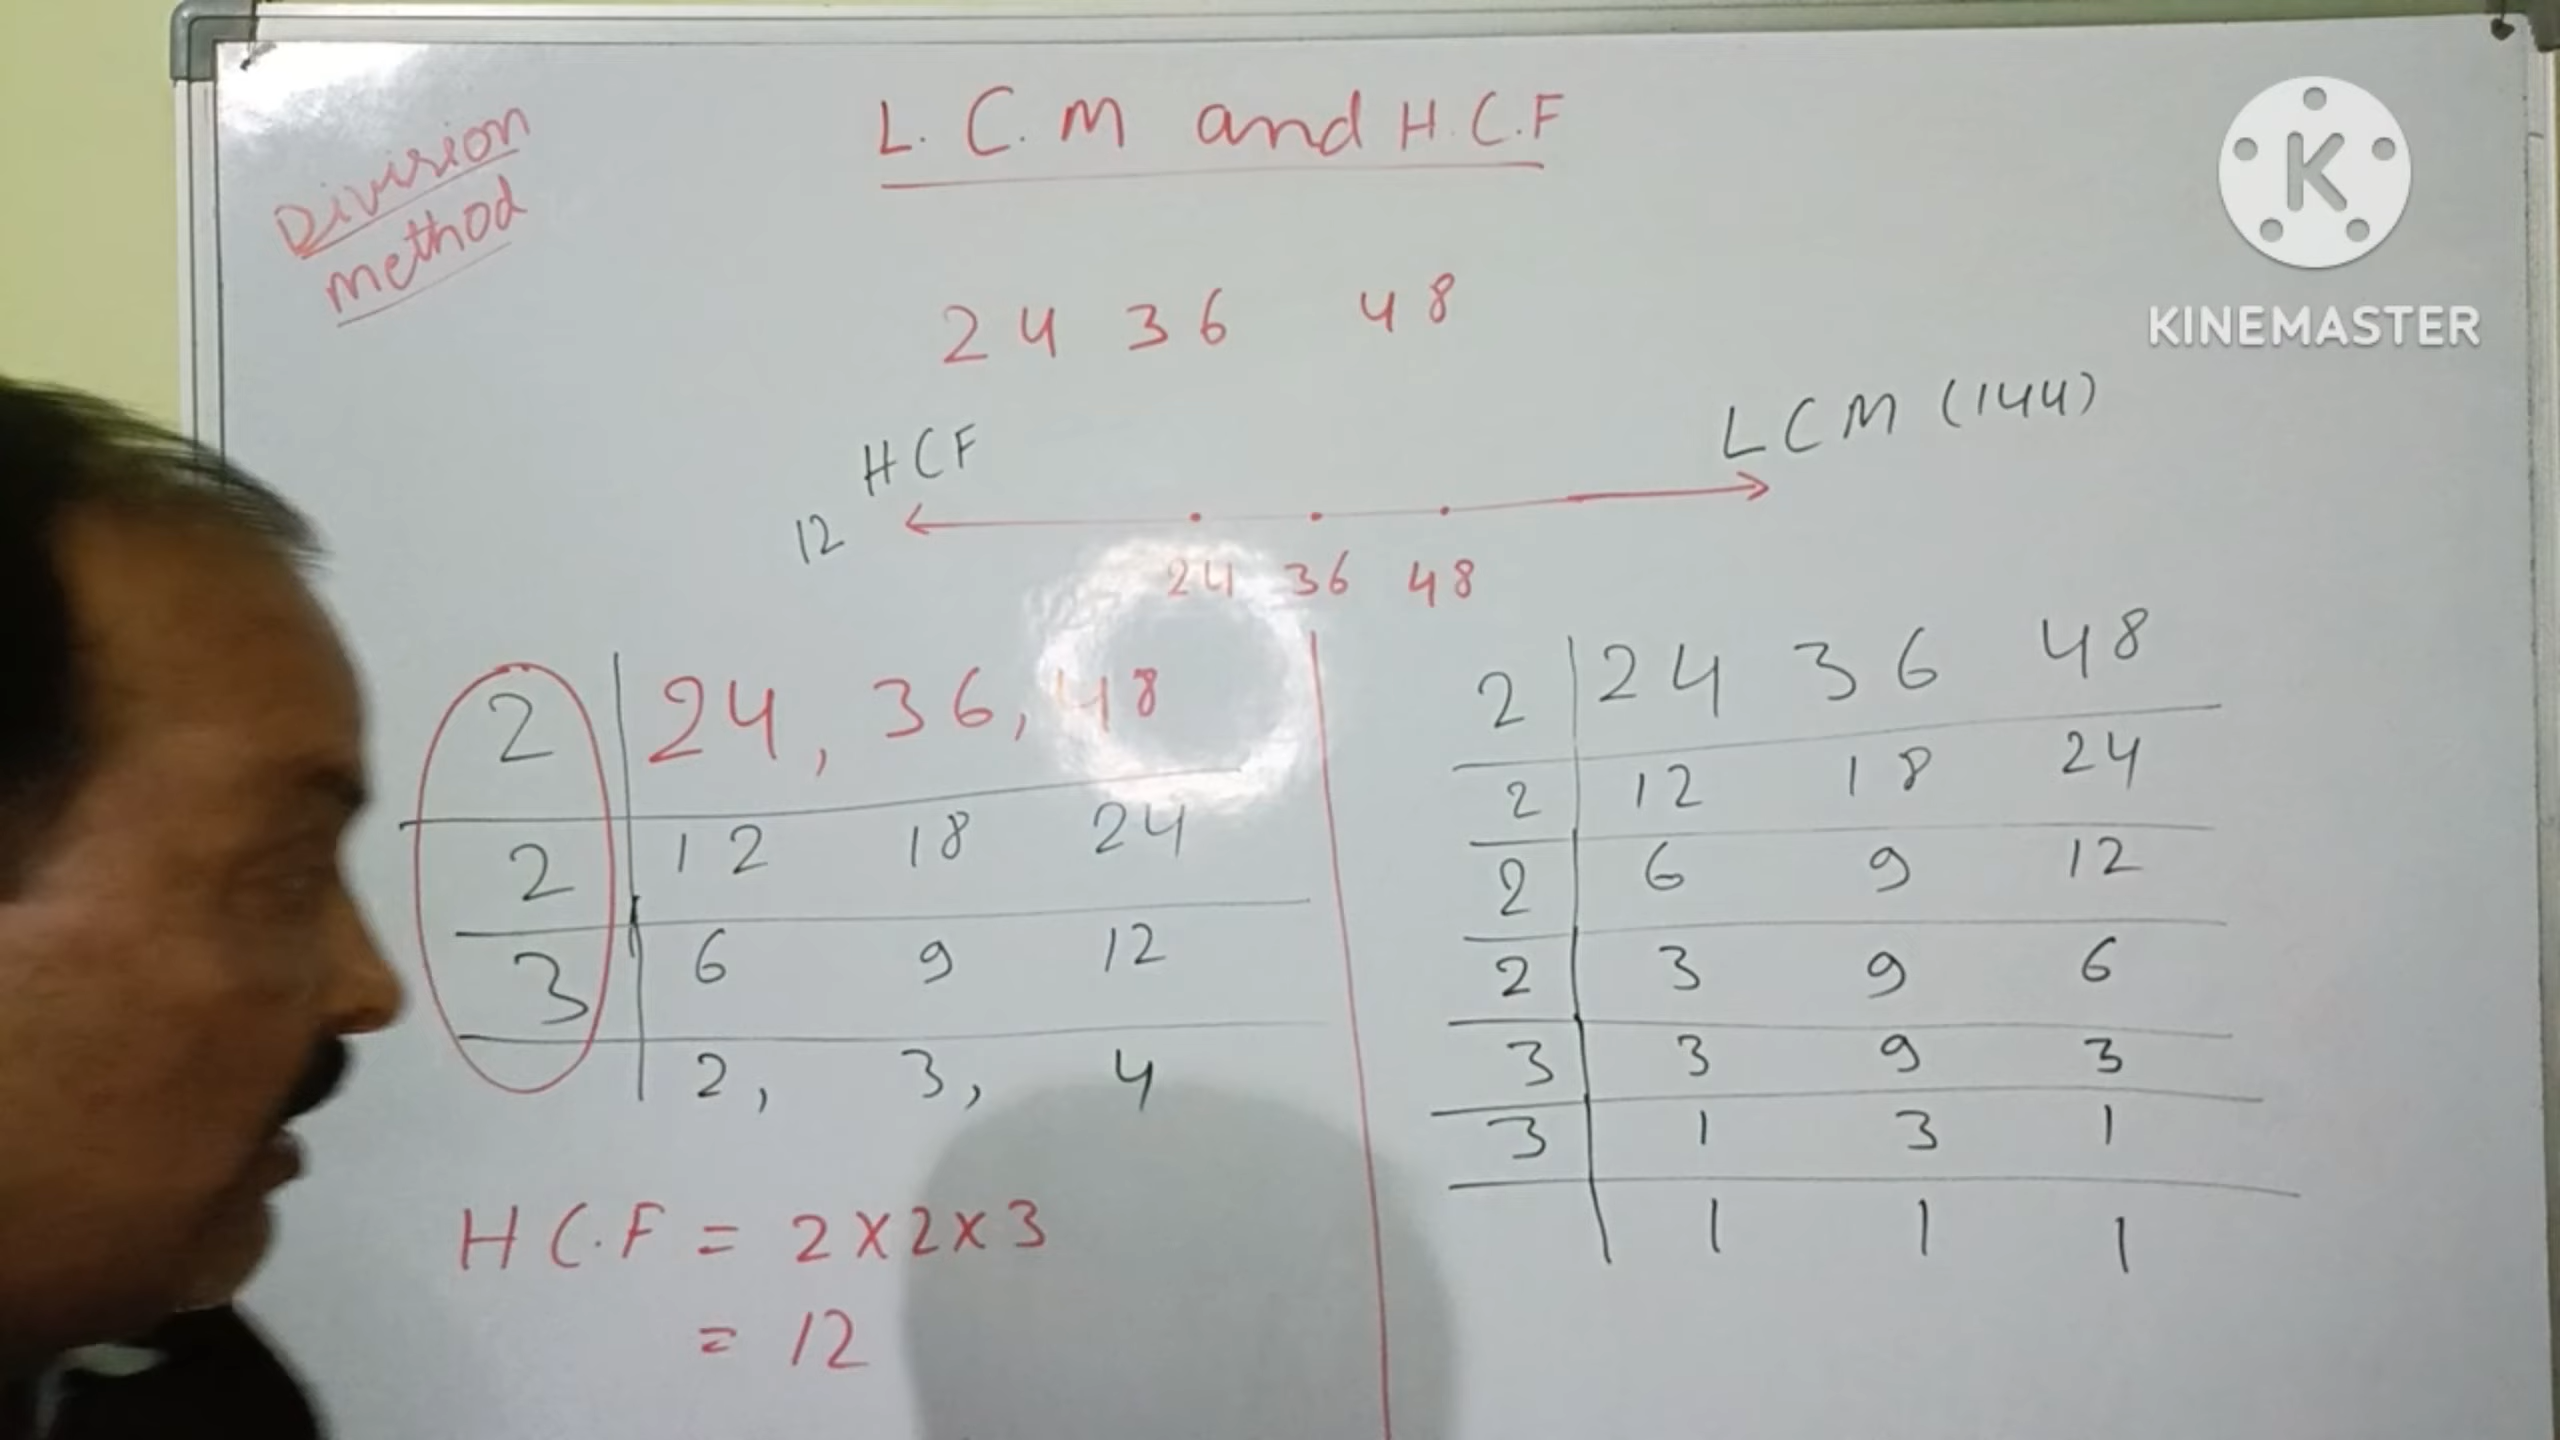 L.C.M and H.C.F
Division
method
K
KINEMASTER
24 36 48
HCF
LCM (144)
12
24 36 48
2 24, 36, 48
2 12 18 24
3 6 9 12
2, 3, 4
H C.F = 2x2x3
= 12
2 24 36 48
2 12 18 24
2 6 9 12
2 3 9 6
3 3 9 3
3 1 3 1
1 1 1